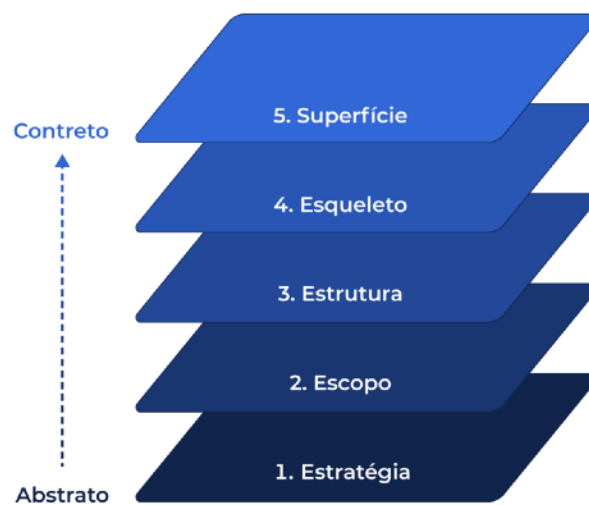 5. Superfície
Contreto
4. Esqueleto
3. Estrutura
2. Escopo
1. Estratégia
Abstrato